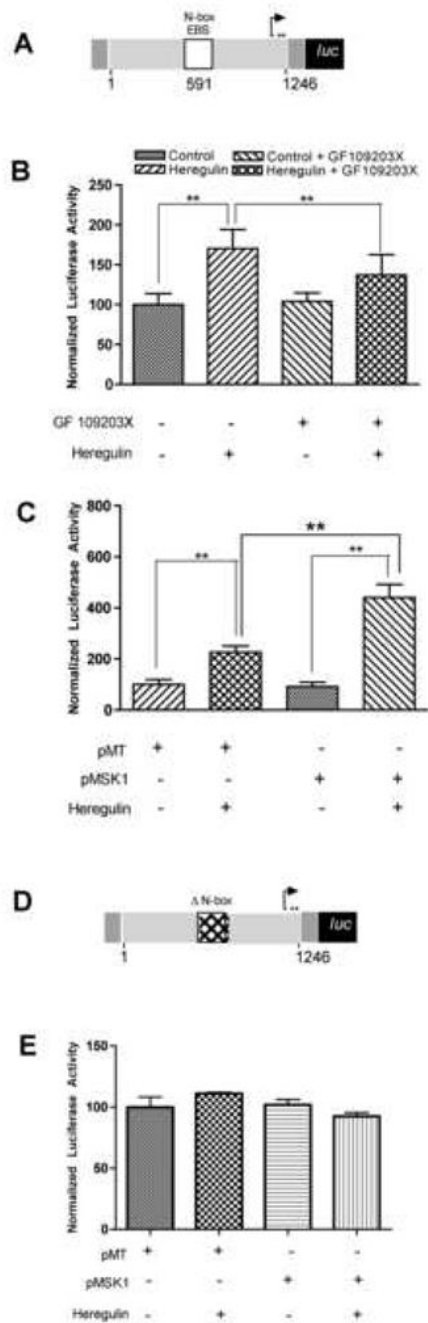 A
N-box
EBS
luc
1 591 1246
Control Control + GF109203X
Heregulin Heregulin + GF109203X
B
Normalized Luciferase Activity
250
200
150
100
50
0
** **
GF 109203X - - + +
Heregulin - + - +
C
Normalized Luciferase Activity
800
600
400
200
0
**
** **
pMT + + - -
pMSK1 - - + +
Heregulin - + - +
D
Δ N-box
luc
1 1246
E
Normalized Luciferase Activity
150
100
50
0
pMT + + - -
pMSK1 - - + +
Heregulin - + - +